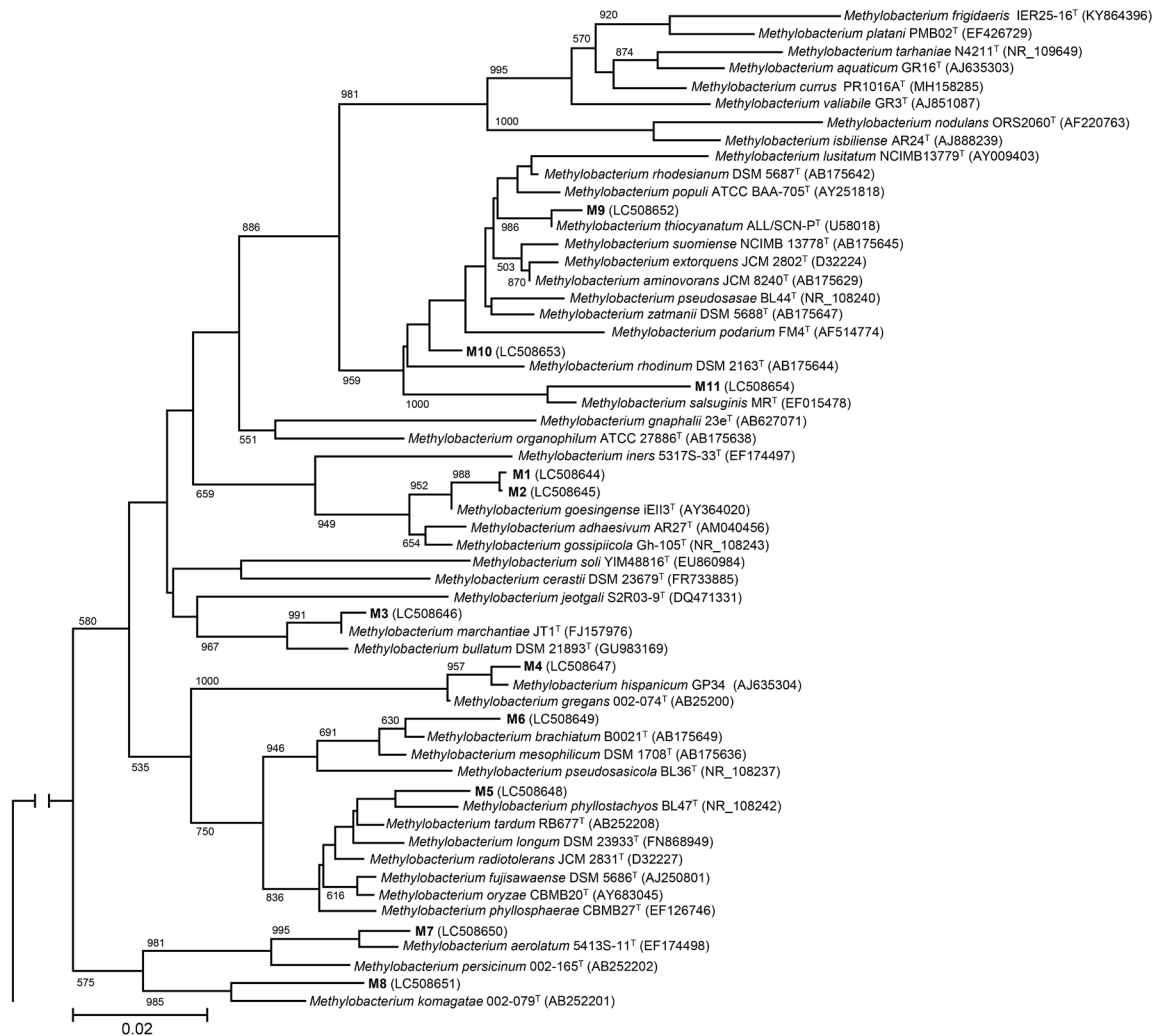 920
Methylobacterium frigidaeris IER25-16T (KY864396)
570
Methylobacterium platani PMB02T (EF426729)
874
Methylobacterium tarhaniae N4211T (NR_109649)
995
Methylobacterium aquaticum GR16T (AJ635303)
Methylobacterium currus PR1016AT (MH158285)
981
Methylobacterium valiabile GR3T (AJ851087)
1000
Methylobacterium nodulans ORS2060T (AF220763)
Methylobacterium isbiliense AR24T (AJ888239)
Methylobacterium lusitatum NCIMB13779T (AY009403)
Methylobacterium rhodesianum DSM 5687T (AB175642)
Methylobacterium populi ATCC BAA-705T (AY251818)
M9 (LC508652)
986
Methylobacterium thiocyanatum ALL/SCN-PT (U58018)
886
Methylobacterium suomiense NCIMB 13778T (AB175645)
503
Methylobacterium extorquens JCM 2802T (D32224)
870
Methylobacterium aminovorans JCM 8240T (AB175629)
Methylobacterium pseudosasae BL44T (NR_108240)
Methylobacterium zatmanii DSM 5688T (AB175647)
Methylobacterium podarium FM4T (AF514774)
M10 (LC508653)
Methylobacterium rhodinum DSM 2163T (AB175644)
959
M11 (LC508654)
1000
Methylobacterium salsuginis MRT (EF015478)
Methylobacterium gnaphalii 23eT (AB627071)
551
Methylobacterium organophilum ATCC 27886T (AB175638)
Methylobacterium iners 5317S-33T (EF174497)
988
M1 (LC508644)
952
M2 (LC508645)
659
Methylobacterium goesingense iEII3T (AY364020)
949
Methylobacterium adhaesivum AR27T (AM040456)
654
Methylobacterium gossipiicola Gh-105T (NR_108243)
Methylobacterium soli YIM48816T (EU860984)
Methylobacterium cerastii DSM 23679T (FR733885)
Methylobacterium jeotgali S2R03-9T (DQ471331)
991
M3 (LC508646)
580
Methylobacterium marchantiae JT1T (FJ157976)
967
Methylobacterium bullatum DSM 21893T (GU983169)
957
M4 (LC508647)
1000
Methylobacterium hispanicum GP34 (AJ635304)
Methylobacterium gregans 002-074T (AB25200)
630
M6 (LC508649)
691
Methylobacterium brachiatum B0021T (AB175649)
946
Methylobacterium mesophilicum DSM 1708T (AB175636)
535
Methylobacterium pseudosasicola BL36T (NR_108237)
M5 (LC508648)
Methylobacterium phyllostachyos BL47T (NR_108242)
750
Methylobacterium tardum RB677T (AB252208)
Methylobacterium longum DSM 23933T (FN868949)
Methylobacterium radiotolerans JCM 2831T (D32227)
Methylobacterium fujisawaense DSM 5686T (AJ250801)
836
616
Methylobacterium oryzae CBMB20T (AY683045)
Methylobacterium phyllosphaerae CBMB27T (EF126746)
995
M7 (LC508650)
981
Methylobacterium aerolatum 5413S-11T (EF174498)
Methylobacterium persicinum 002-165T (AB252202)
575
M8 (LC508651)
985
Methylobacterium komagatae 002-079T (AB252201)
0.02